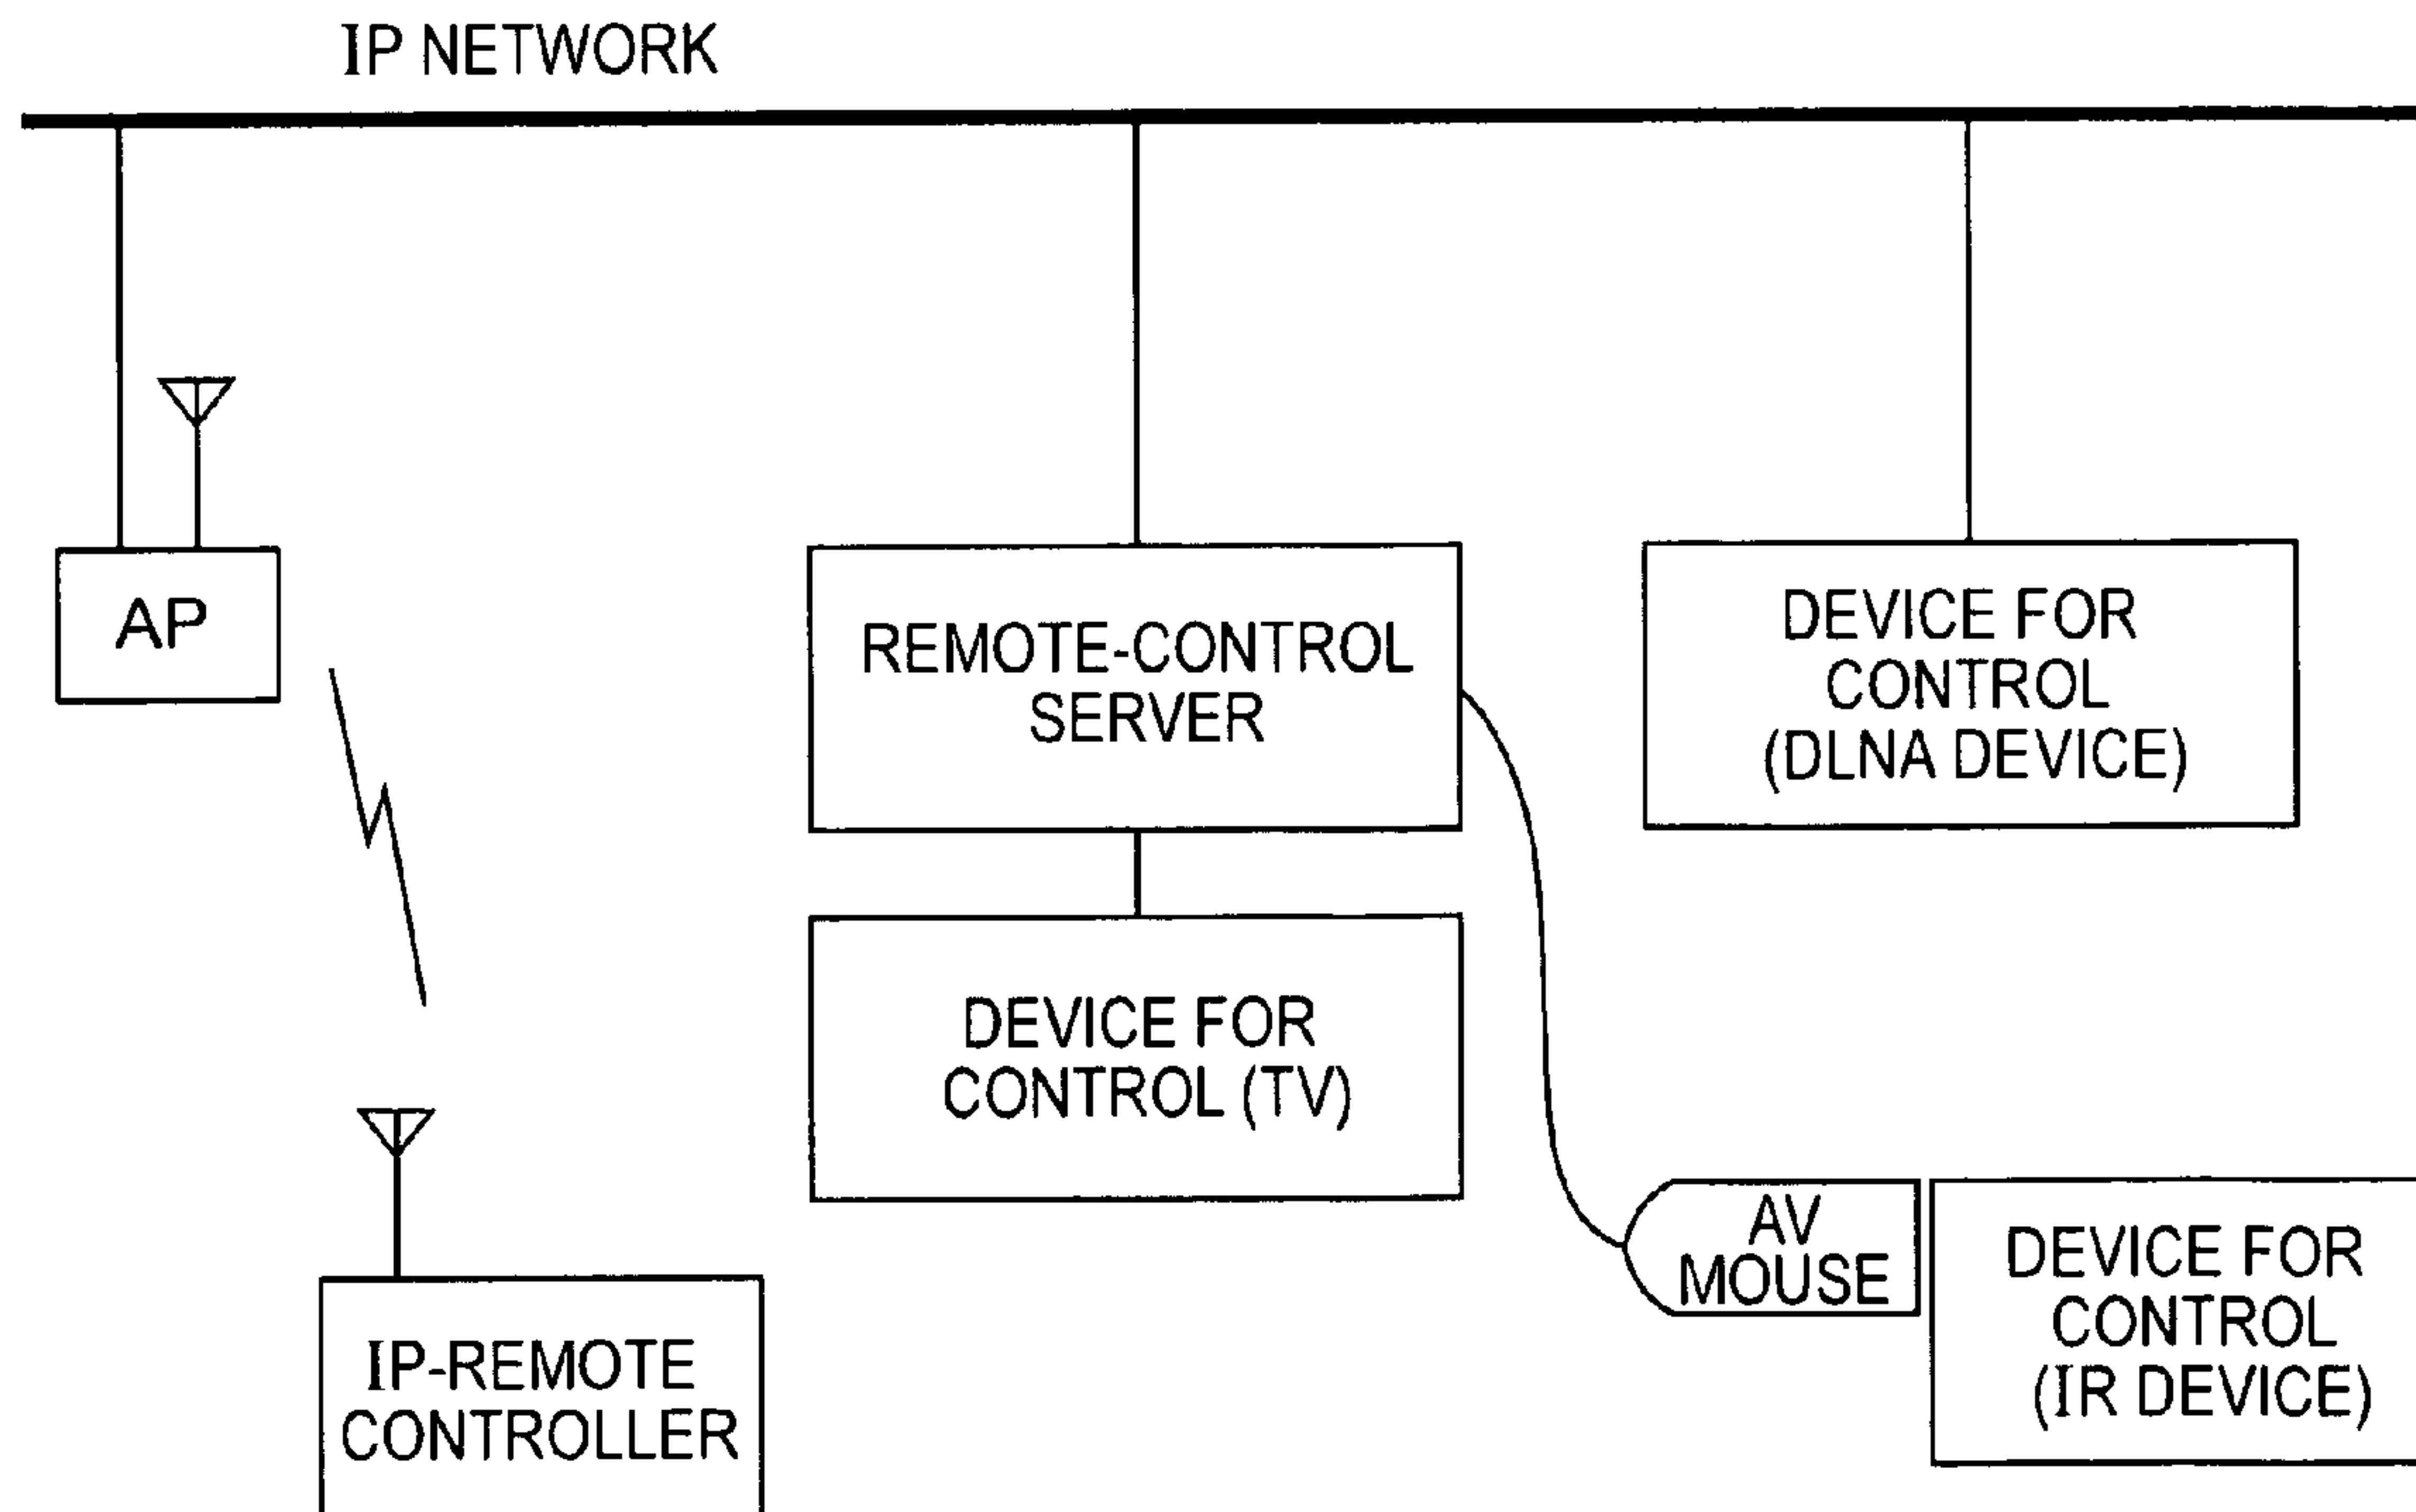 IP NETWORK
AP
REMOTE-CONTROL
SERVER
DEVICE FOR
CONTROL
(DLNA DEVICE)
DEVICE FOR
CONTROL (TV)
AV
MOUSE
DEVICE FOR
CONTROL
(IR DEVICE)
IP-REMOTE
CONTROLLER